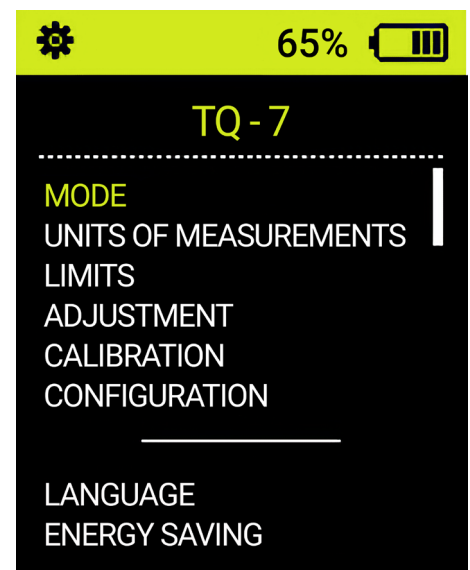 65%
TQ - 7
MODE
UNITS OF MEASUREMENTS
LIMITS
ADJUSTMENT
CALIBRATION
CONFIGURATION
LANGUAGE
ENERGY SAVING